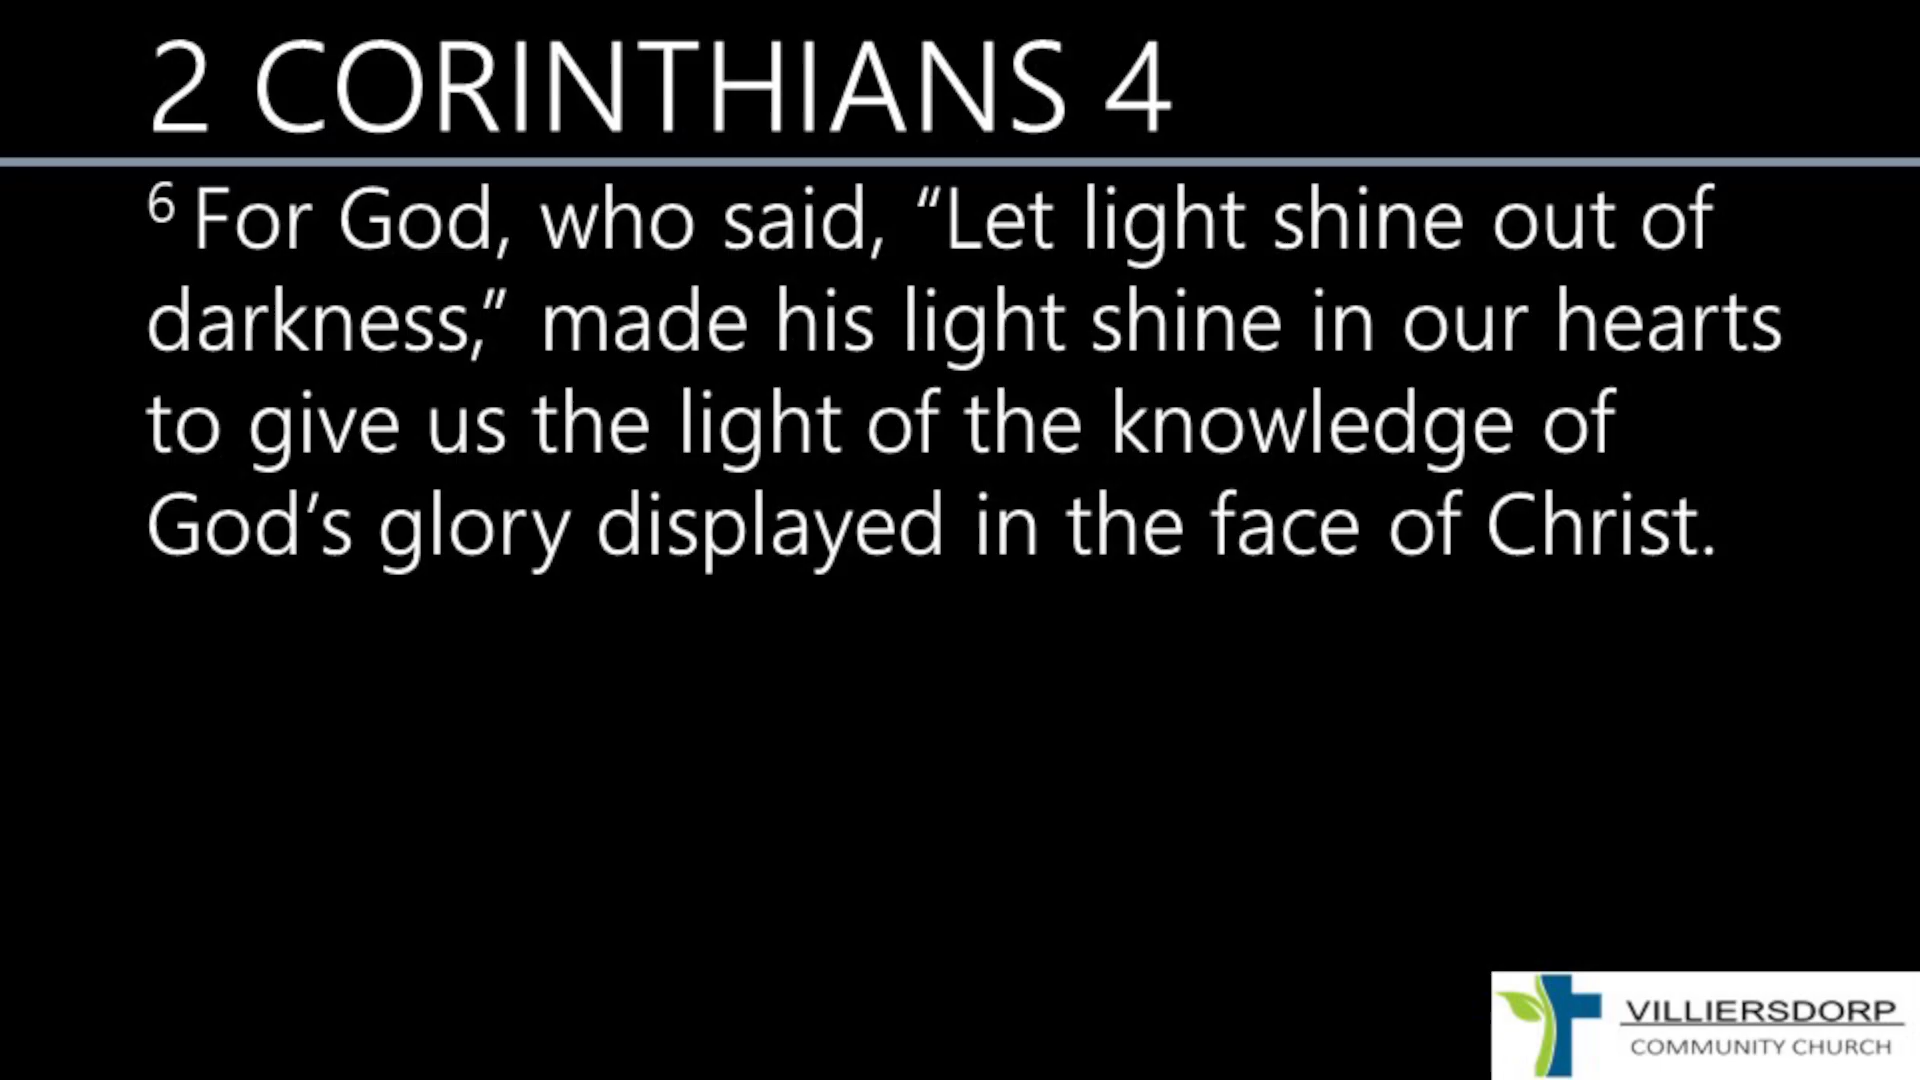 2 CORINTHIANS 4
6 For God, who said, “Let light shine out of
darkness,” made his light shine in our hearts
to give us the light of the knowledge of
God’s glory displayed in the face of Christ.
VILLIERSDORP
COMMUNITY CHURCH